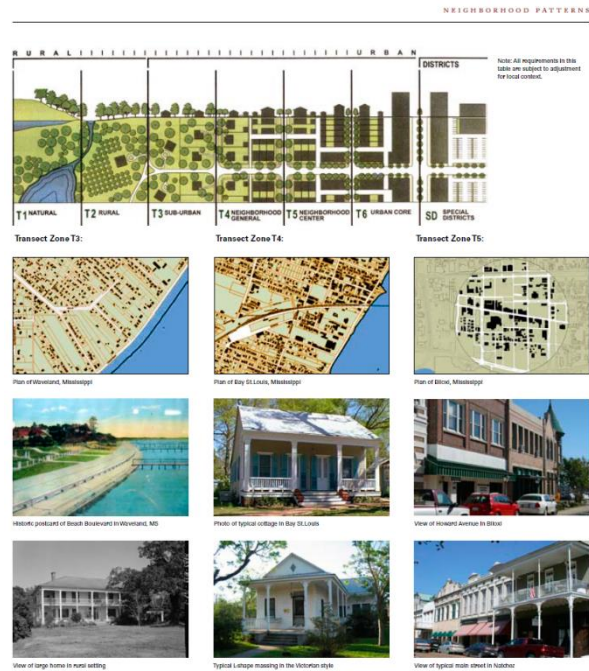 NEIGHBORHOOD PATTERNS
RURAL
URBAN
DISTRICTS
Note: All requirements in this
table are subject to adjustment
for local context.
T1 NATURAL
T2 RURAL
T3 SUB-URBAN
T4 NEIGHBORHOOD
GENERAL
T5 NEIGHBORHOOD
CENTER
T6 URBAN CORE
SD SPECIAL
DISTRICTS
Transect Zone T3:
Transect Zone T4:
Transect Zone T5:
Plan of Waveland, Mississippi
Plan of Bay St. Louis, Mississippi
Plan of Biloxi, Mississippi
Historic postcard of Beach Boulevard in Waveland, MS
Photo of typical cottage in Bay St. Louis
View of Howard Avenue in Biloxi
View of large home in rural setting
Typical L-shape massing in the Victorian style
View of typical main street in Natchez